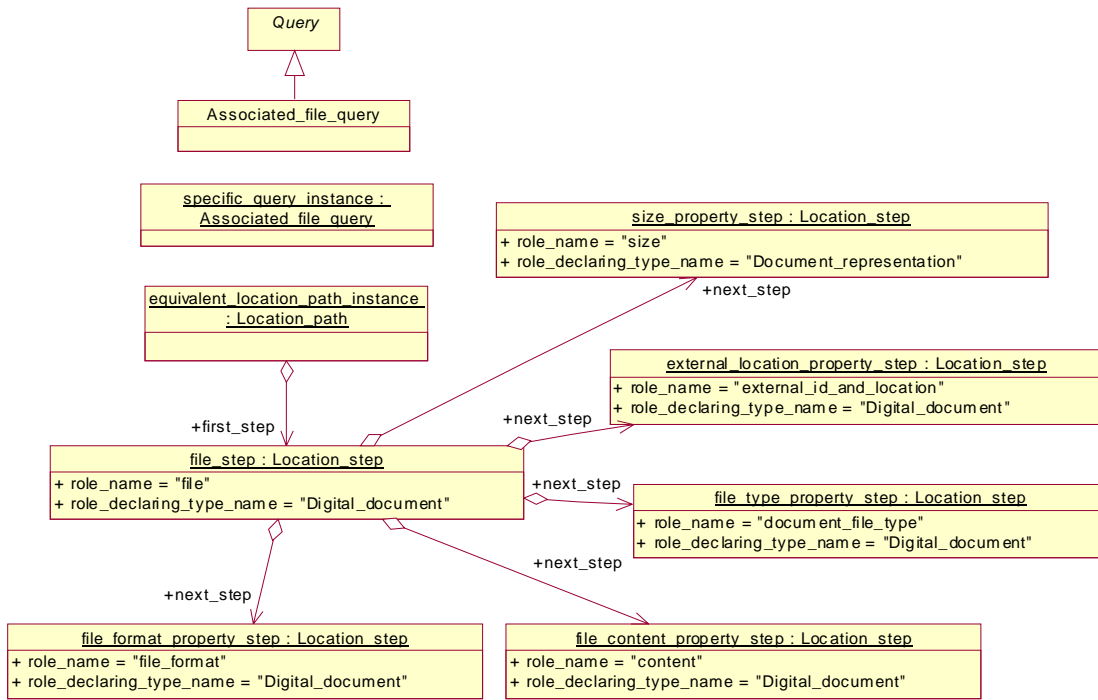 Query
Associated_file_query
specific_query_instance :
Associated_file_query
size_property_step : Location_step
+ role_name = "size"
+ role_declaring_type_name = "Document_representation"
+next_step
equivalent_location_path_instance
: Location_path
external_location_property_step : Location_step
+ role_name = "external_id_and_location"
+ role_declaring_type_name = "Digital_document"
+next_step
+first_step
file_step : Location_step
+ role_name = "file"
+ role_declaring_type_name = "Digital_document"
+next_step
file_type_property_step : Location_step
+ role_name = "document_file_type"
+ role_declaring_type_name = "Digital_document"
+next_step
+next_step
file_format_property_step : Location_step
+ role_name = "file_format"
+ role_declaring_type_name = "Digital_document"
file_content_property_step : Location_step
+ role_name = "content"
+ role_declaring_type_name = "Digital_document"